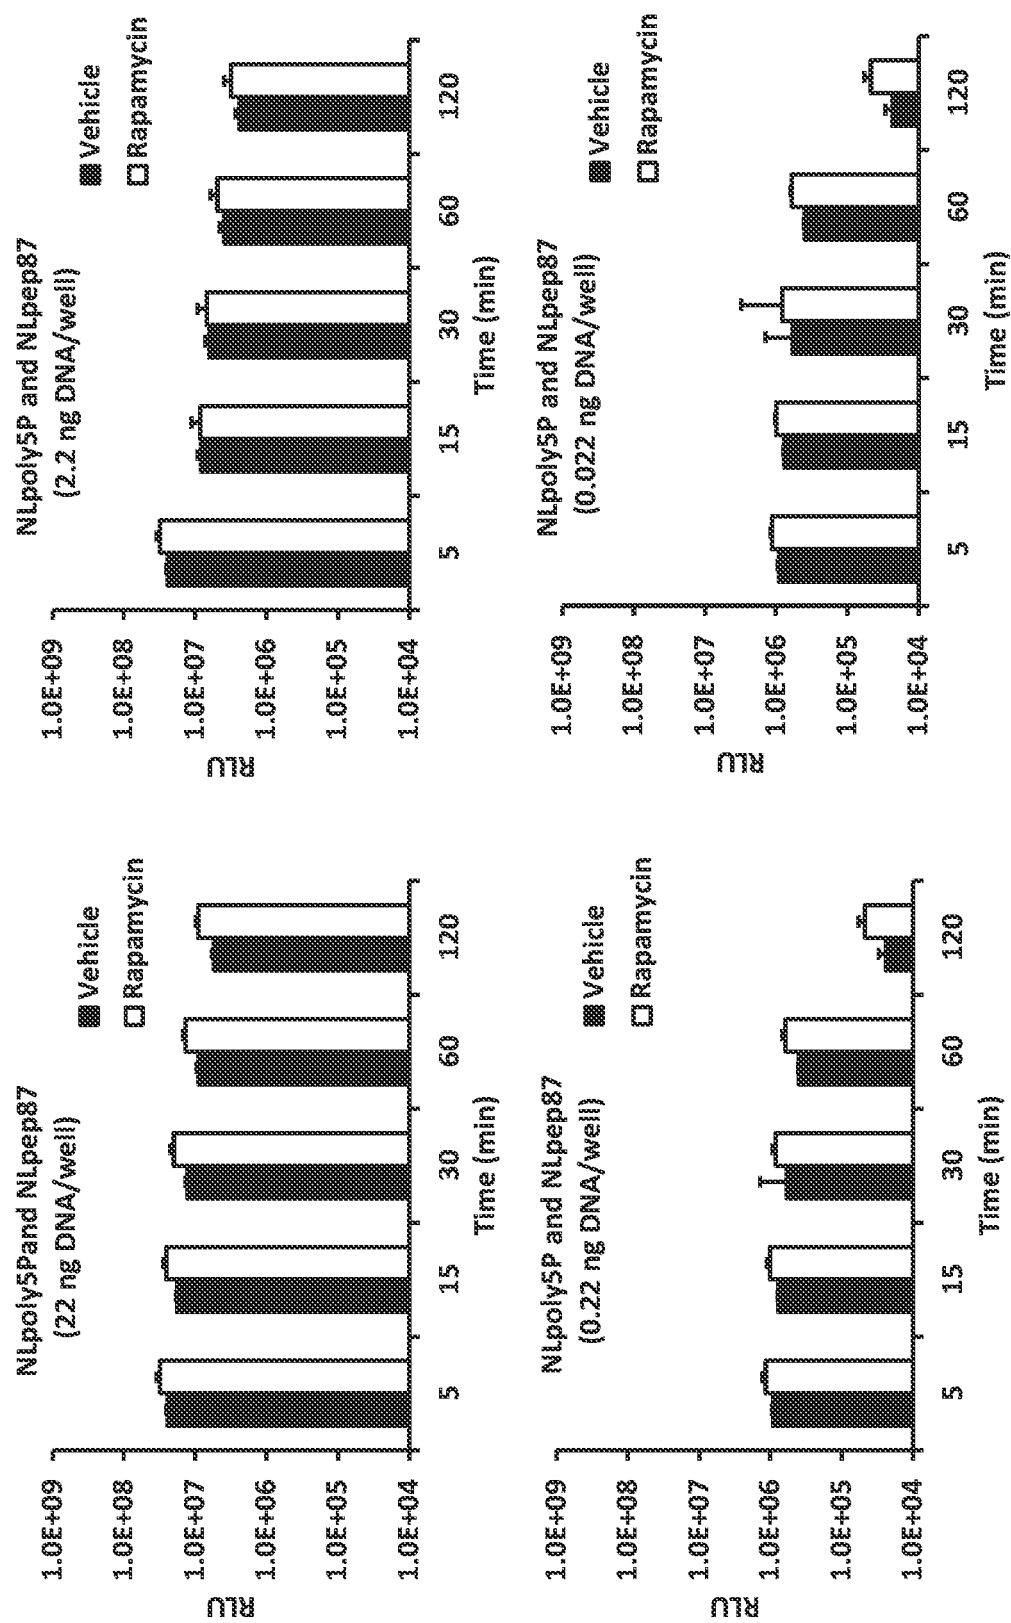 NLpoly5Pand NLpep87
(22 ng DNA/well)
1.0E+09
1.0E+08
1.0E+07
1.0E+06
1.0E+05
1.0E+04
RLU
Vehicle
Rapamycin
5 15 30 60 120
Time (min)
NLpoly5P and NLpep87
(2.2 ng DNA/well)
1.0E+09
1.0E+08
1.0E+07
1.0E+06
1.0E+05
1.0E+04
RLU
Vehicle
Rapamycin
5 15 30 60 120
Time (min)
NLpoly5P and NLpep87
(0.22 ng DNA/well)
1.0E+09
1.0E+08
1.0E+07
1.0E+06
1.0E+05
1.0E+04
RLU
Vehicle
Rapamycin
5 15 30 60 120
Time (min)
NLpoly5P and NLpep87
(0.022 ng DNA/well)
1.0E+09
1.0E+08
1.0E+07
1.0E+06
1.0E+05
1.0E+04
RLU
Vehicle
Rapamycin
5 15 30 60 120
Time (min)